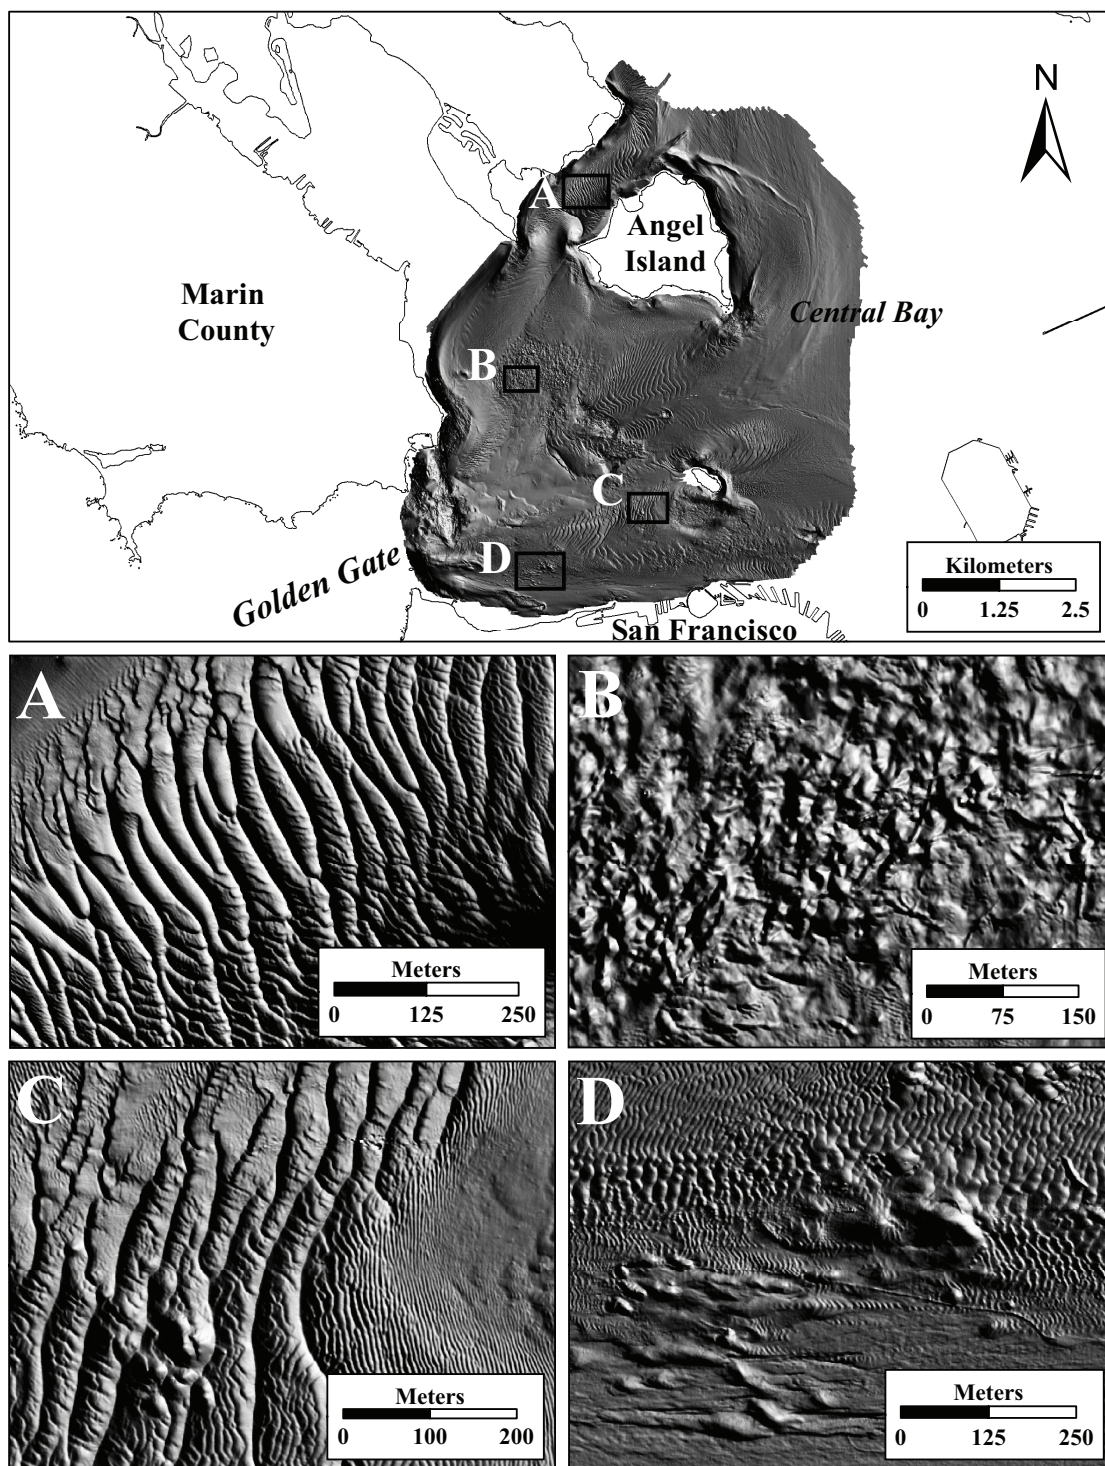 N
A
Angel
Island
Marin
County
Central Bay
B
C
D
Golden Gate
Kilometers
0 1.25 2.5
San Francisco
A
Meters
0 125 250
B
Meters
0 75 150
C
Meters
0 100 200
D
Meters
0 125 250